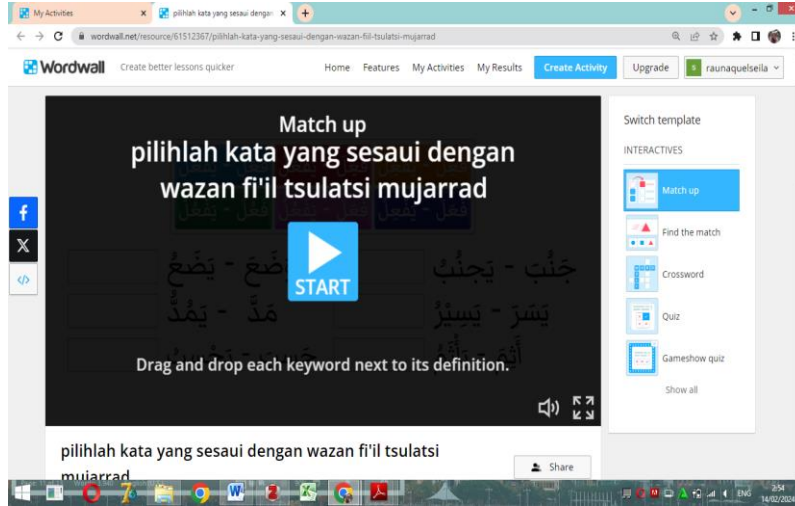 My Activities
pilihlah kata yang sesuai dengan
wordwall.net/resource/61512367/pilihlah-kata-yang-sesuai-dengan-wazan-fiil-tsulatsi-mujarrad
Wordwall
Create better lessons quicker
Home Features My Activities My Results Create Activity Upgrade raunaquelseila
Match up
pilihlah kata yang sesaui dengan
wazan fi'il tsulatsi mujarrad
START
جَنُبَ - يَجنُبُ
وَضَعَ - يَضَعُ
يَسَرَ - يَسِيْرُ
مَدَّ - يَمُدُّ
Drag and drop each keyword next to its definition.
Switch template
INTERACTIVES
Match up
Find the match
Crossword
Quiz
Gameshow quiz
Show all
pilihlah kata yang sesaui dengan wazan fi'il tsulatsi
mujarrad
Share
ENG
2:54
14/02/2024